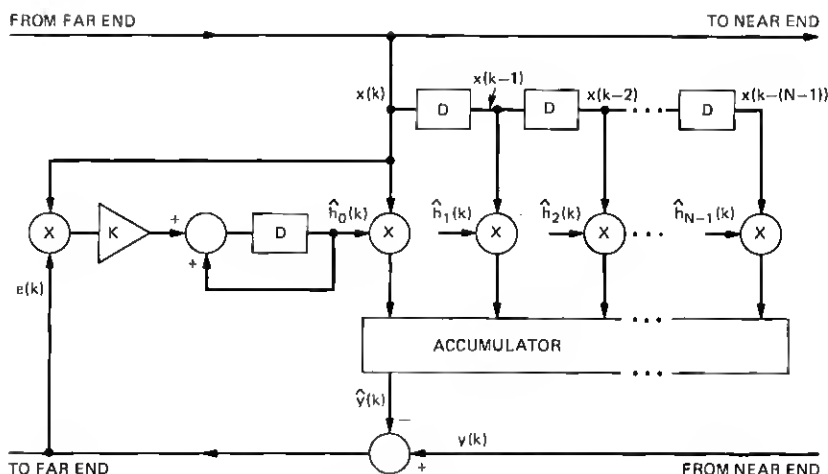 FROM FAR END
TO NEAR END
x(k)
x(k−1)
x(k−2)
x(k−(N−1))
D
D
D
ĥ₀(k)
ĥ₁(k)
ĥ₂(k)
ĥN−1(k)
X
K
+
+
D
X
X
X
X
e(k)
ACCUMULATOR
ŷ(k)
−
y(k)
+
TO FAR END
FROM NEAR END